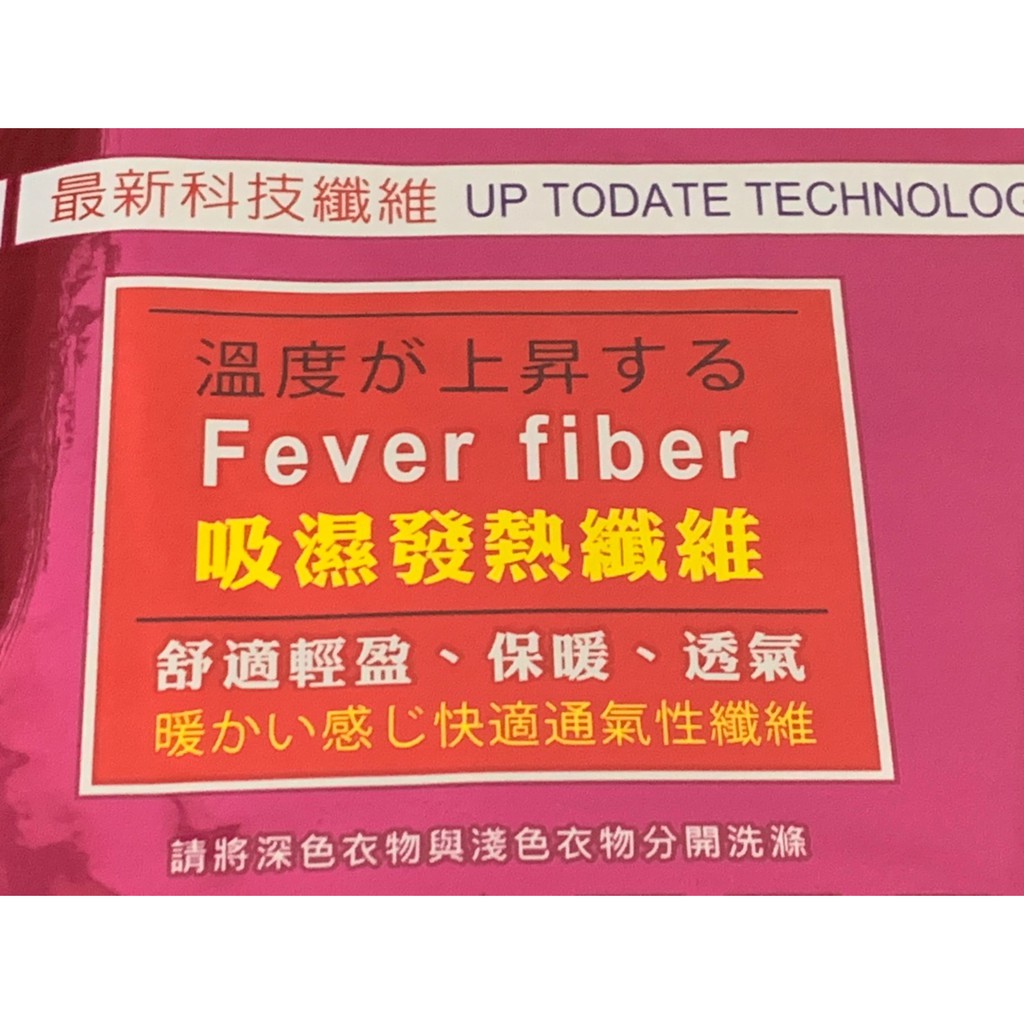 最新科技纖維 UP TODATE TECHNOLOG
溫度が上昇する
Fever fiber
吸濕發熱纖維
舒適輕盈、保暖、透氣
暖かい感じ快適通氣性纖維
請將深色衣物與淺色衣物分開洗滌